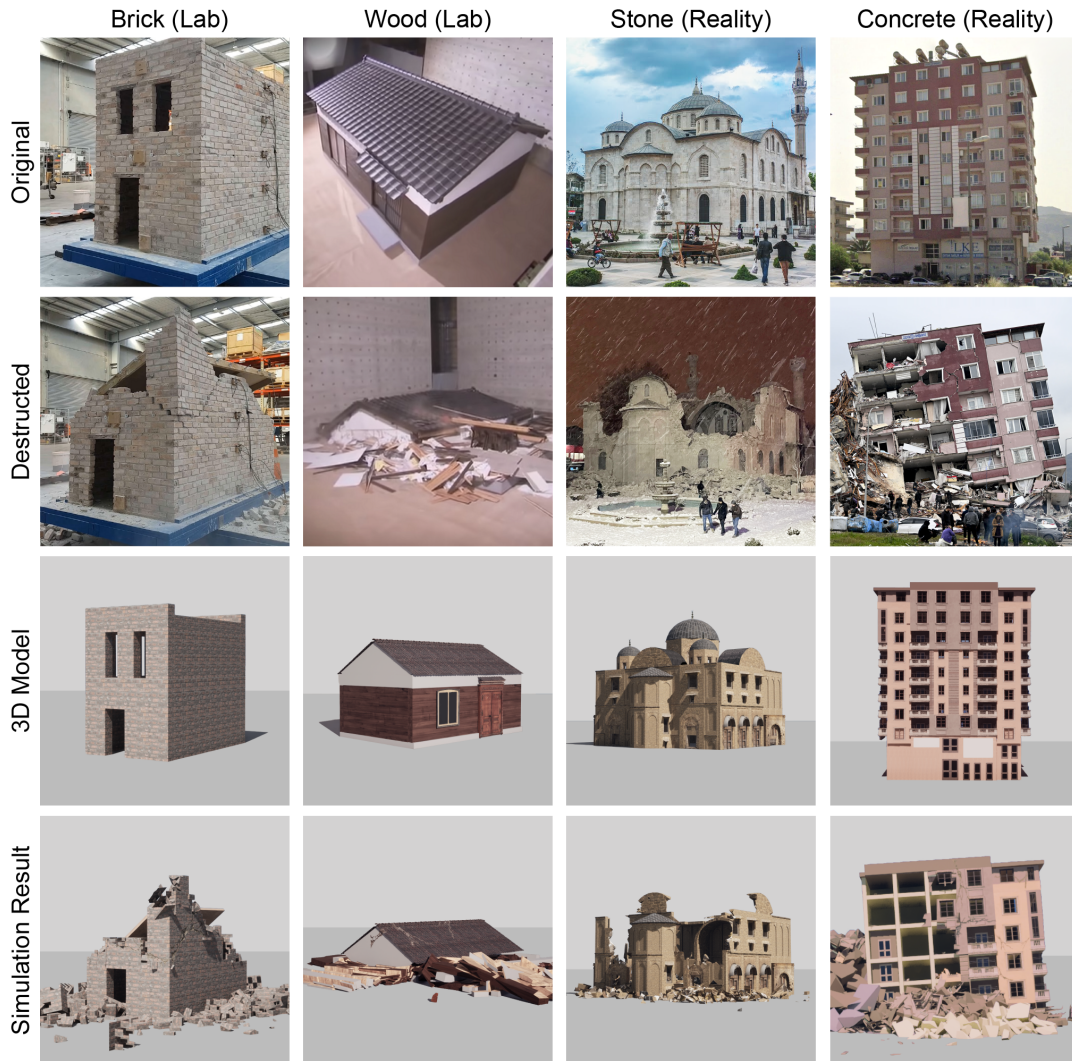 Brick (Lab)
Wood (Lab)
Stone (Reality)
Concrete (Reality)
Original
Destructed
3D Model
Simulation Result